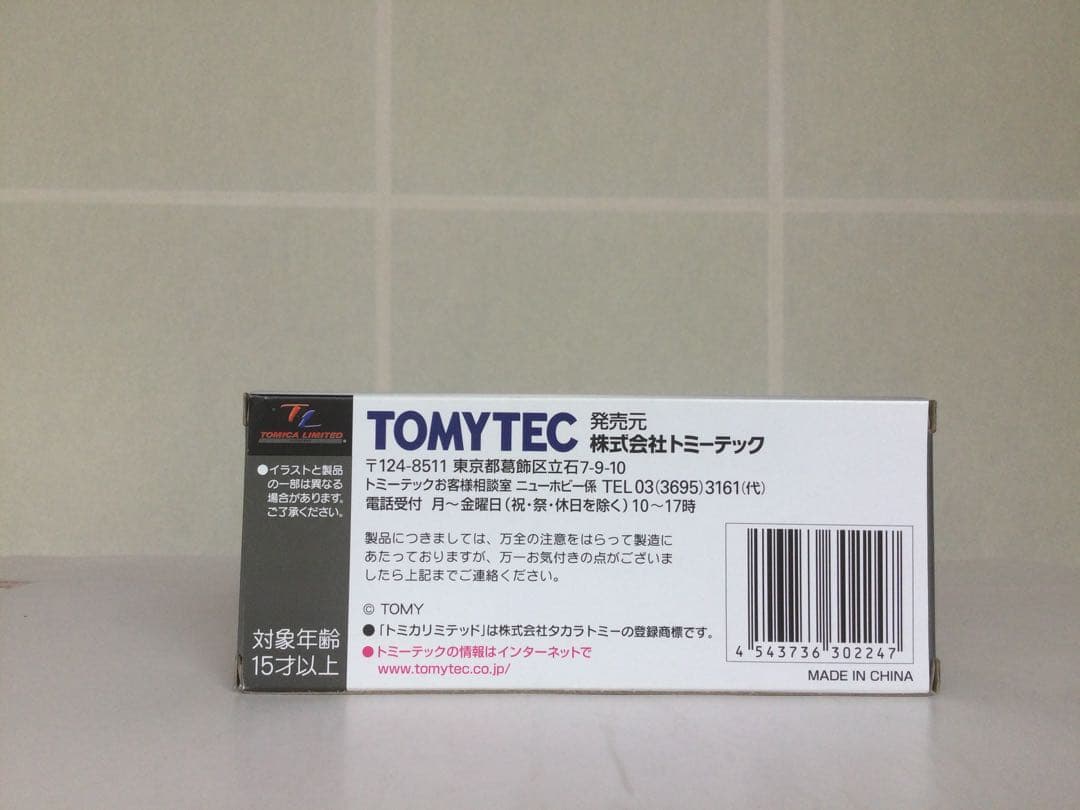 TL
TOMICA LIMITED
●イラストと製品
の一部は異なる
場合があります。
ご了承ください。
対象年齢
15才以上
TOMYTEC
発売元
株式会社トミーテック
〒124-8511 東京都葛飾区立石7-9-10
トミーテックお客様相談室 ニューホビー係 TEL 03(3695)3161(代)
電話受付 月〜金曜日(祝・祭・休日を除く)10〜17時
製品につきましては、万全の注意をはらって製造に
あたっておりますが、万一お気付きの点がございま
したら上記までご連絡ください。
© TOMY
●「トミカリミテッド」は株式会社タカラトミーの登録商標です。
●トミーテックの情報はインターネットで
www.tomytec.co.jp/
4 543736 302247
MADE IN CHINA